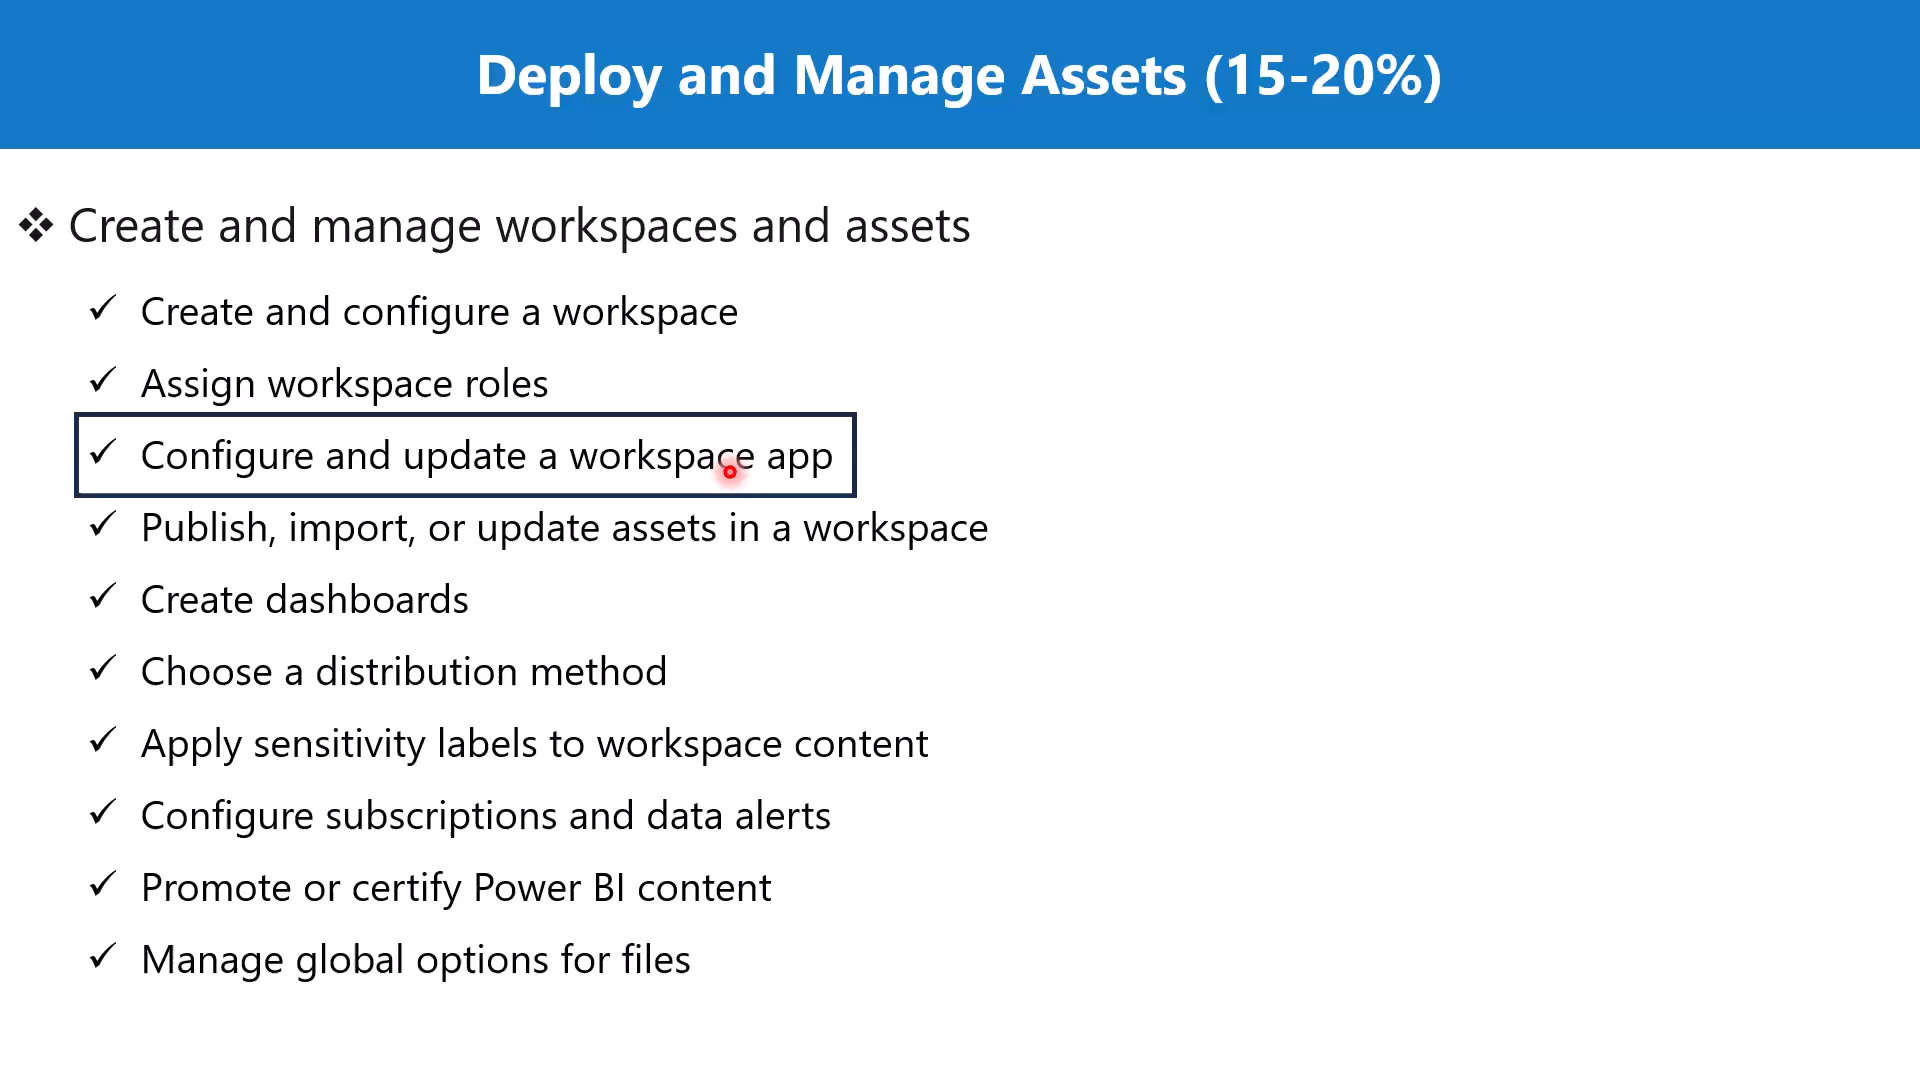 Deploy and Manage Assets (15-20%)
Create and manage workspaces and assets
Create and configure a workspace
Assign workspace roles
Configure and update a workspace app
Publish, import, or update assets in a workspace
Create dashboards
Choose a distribution method
Apply sensitivity labels to workspace content
Configure subscriptions and data alerts
Promote or certify Power BI content
Manage global options for files